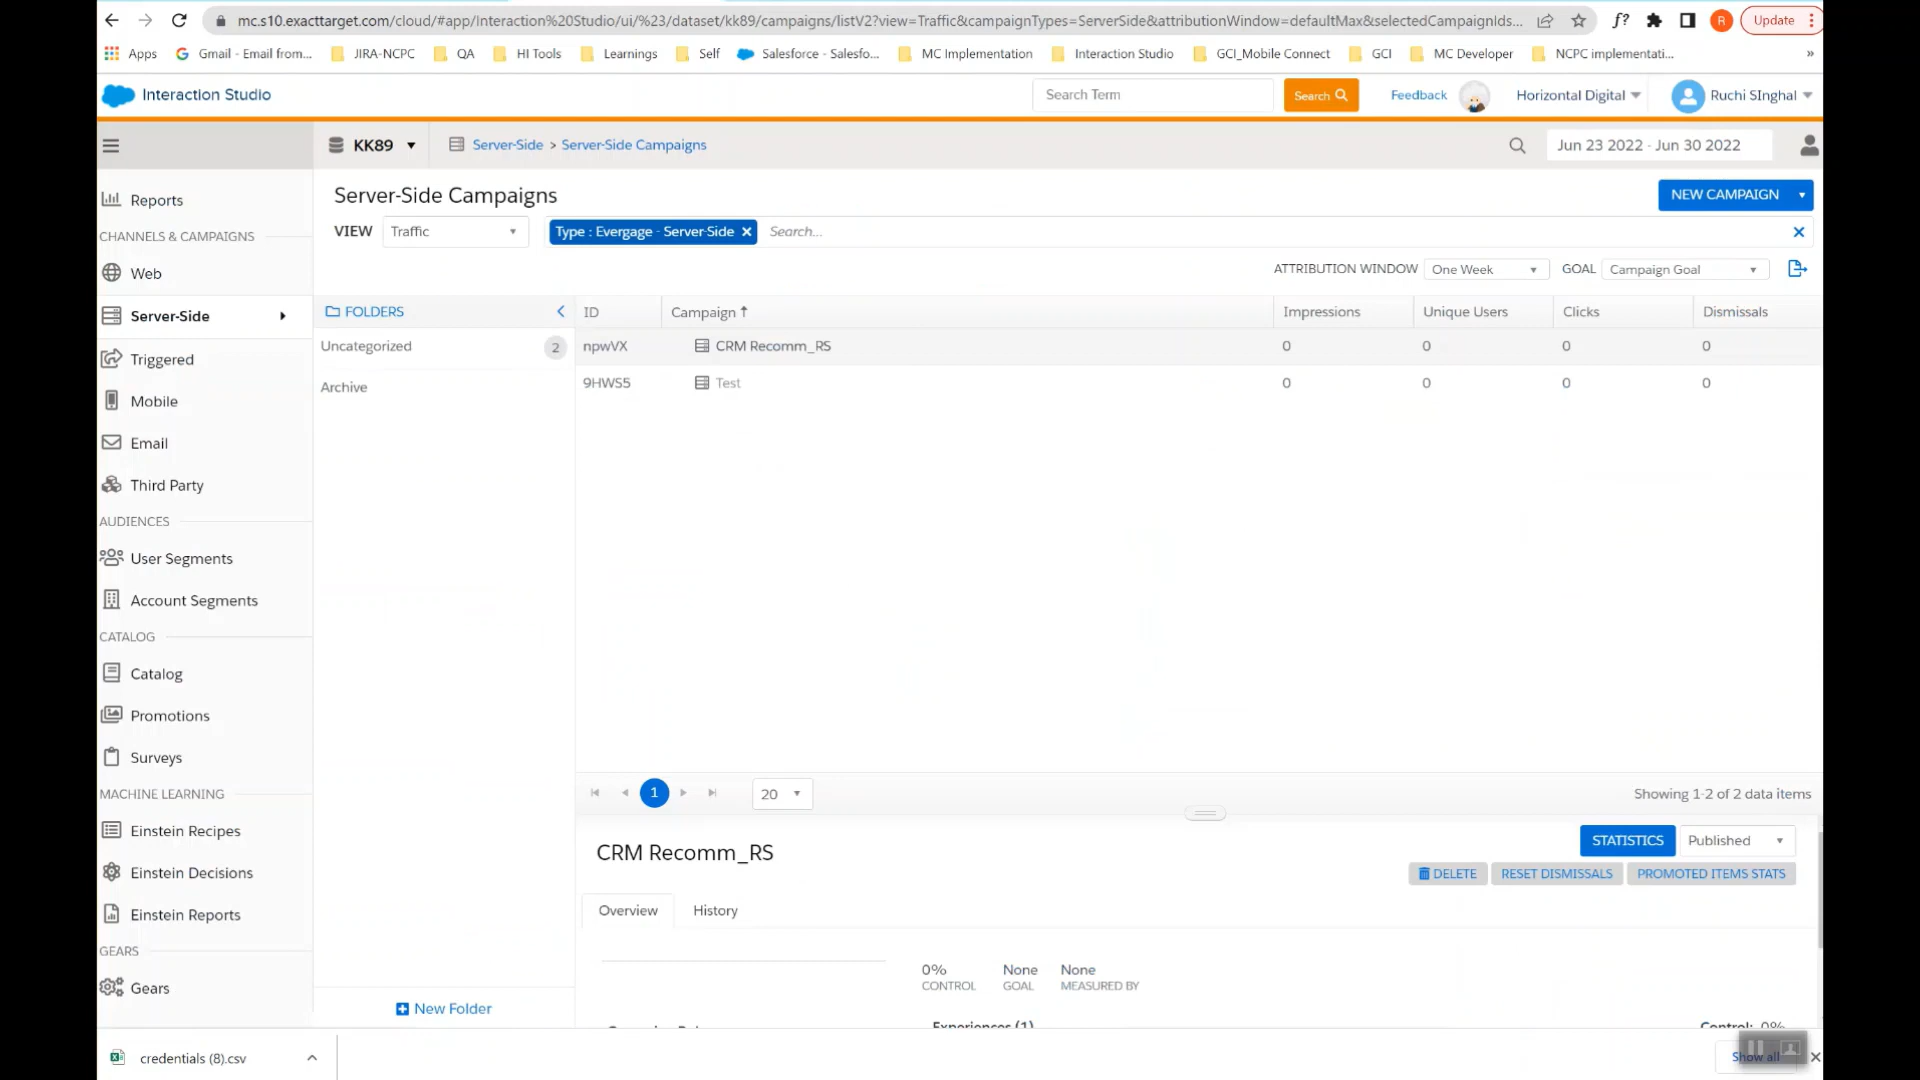 mc.s10.exacttarget.com/cloud/#app/Interaction%20Studio/ui/%23/dataset/kk89/campaigns/listV2?view=Traffic&campaignTypes=ServerSide&attributionWindow=defaultMax&selectedCampaignIds...
f?
R
Update
Apps
Gmail - Email from...
JIRA-NCPC
QA
HI Tools
Learnings
Self
Salesforce - Salesfo...
MC Implementation
Interaction Studio
GCI_Mobile Connect
GCI
MC Developer
NCPC implementati...
»
Interaction Studio
Search Term
Search
Feedback
Horizontal Digital
Ruchi SInghal
KK89
Server-Side > Server-Side Campaigns
Jun 23 2022 - Jun 30 2022
Reports
CHANNELS & CAMPAIGNS
Web
Server-Side
Triggered
Mobile
Email
Third Party
AUDIENCES
User Segments
Account Segments
CATALOG
Catalog
Promotions
Surveys
MACHINE LEARNING
Einstein Recipes
Einstein Decisions
Einstein Reports
GEARS
Gears
Server-Side Campaigns
NEW CAMPAIGN
VIEW
Traffic
Type : Evergage - Server-Side
Search...
ATTRIBUTION WINDOW
One Week
GOAL
Campaign Goal
FOLDERS
Uncategorized
2
Archive
New Folder
ID Campaign Impressions Unique Users Clicks Dismissals
npwVX CRM Recomm_RS 0 0 0 0
9HWS5 Test 0 0 0 0
1
20
Showing 1-2 of 2 data items
CRM Recomm_RS
STATISTICS
Published
DELETE
RESET DISMISSALS
PROMOTED ITEMS STATS
Overview
History
0% None None
CONTROL GOAL MEASURED BY
Experiences (1)
Control: 0%
credentials (8).csv
Show all